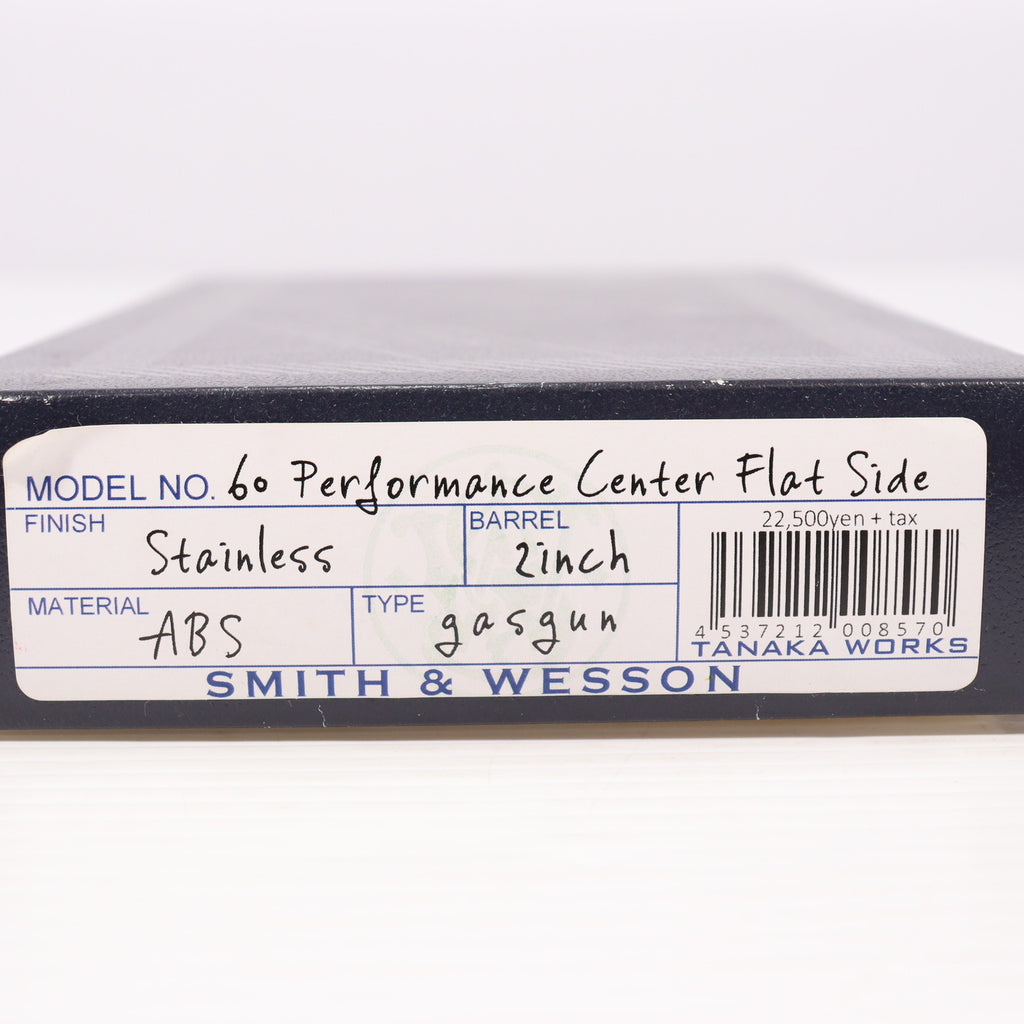 MODEL NO. 60 Performance Center Flat Side
FINISH
Stainless
BARREL
2inch
22,500yen + tax
4 537212 008570
MATERIAL
ABS
TYPE
gasgun
TANAKA WORKS
SMITH & WESSON